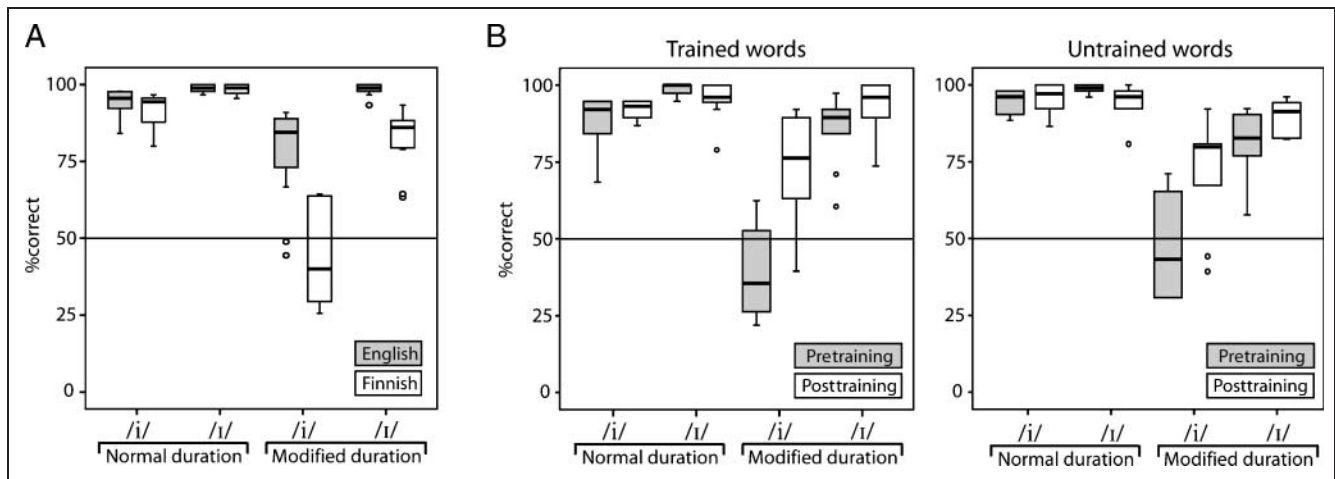 A
100
75
50
25
0
%correct
English
Finnish
/i/ /ɪ/ /i/ /ɪ/
Normal duration Modified duration
B
Trained words
100
75
50
25
0
%correct
Pretraining
Posttraining
/i/ /ɪ/ /i/ /ɪ/
Normal duration Modified duration
Untrained words
100
75
50
25
0
%correct
Pretraining
Posttraining
/i/ /ɪ/ /i/ /ɪ/
Normal duration Modified duration